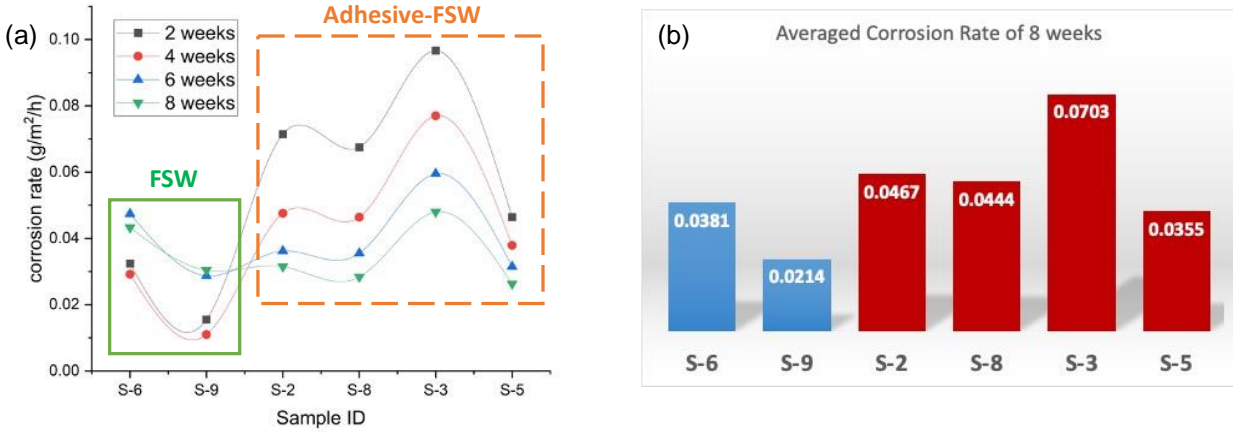 (a)
Adhesive-FSW
2 weeks
4 weeks
6 weeks
8 weeks
FSW
corrosion rate (g/m²/h)
0.10
0.08
0.06
0.04
0.02
0.00
S-6 S-9 S-2 S-8 S-3 S-5
Sample ID
(b)
Averaged Corrosion Rate of 8 weeks
0.0381
0.0214
0.0467
0.0444
0.0703
0.0355
S-6 S-9 S-2 S-8 S-3 S-5